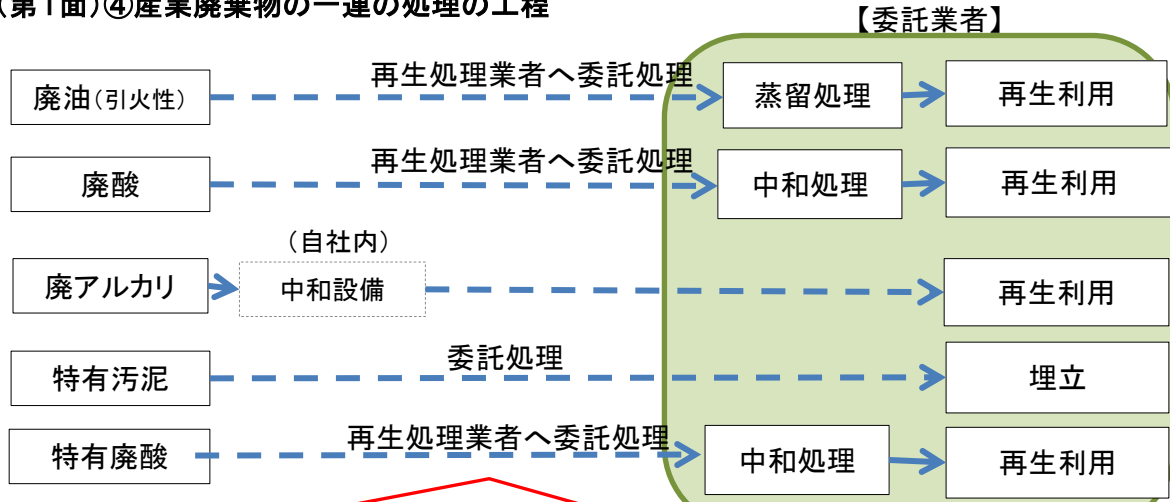 (第1面)④産業廃棄物の一連の処理の工程
【委託業者】
廃油(引火性)
再生処理業者へ委託処理
蒸留処理
再生利用
廃酸
再生処理業者へ委託処理
中和処理
再生利用
廃アルカリ
(自社内)
中和設備
再生利用
特有汚泥
委託処理
埋立
特有廃酸
再生処理業者へ委託処理
中和処理
再生利用